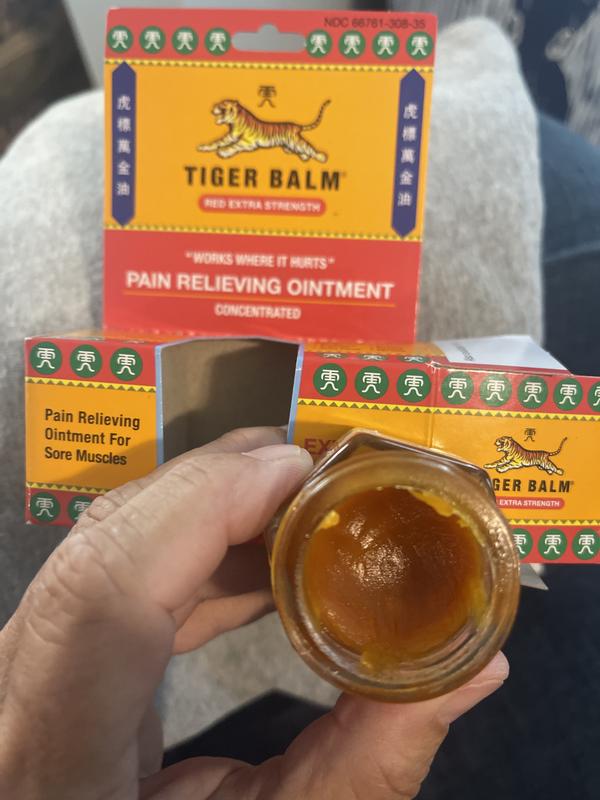 NDC 66761-308-35
虎標萬金油
虎標萬金油
TIGER BALM®
RED EXTRA STRENGTH
"WORKS WHERE IT HURTS"
PAIN RELIEVING OINTMENT
CONCENTRATED
Pain Relieving
Ointment For
Sore Muscles
GER BALM®
EXTRA STRENGTH